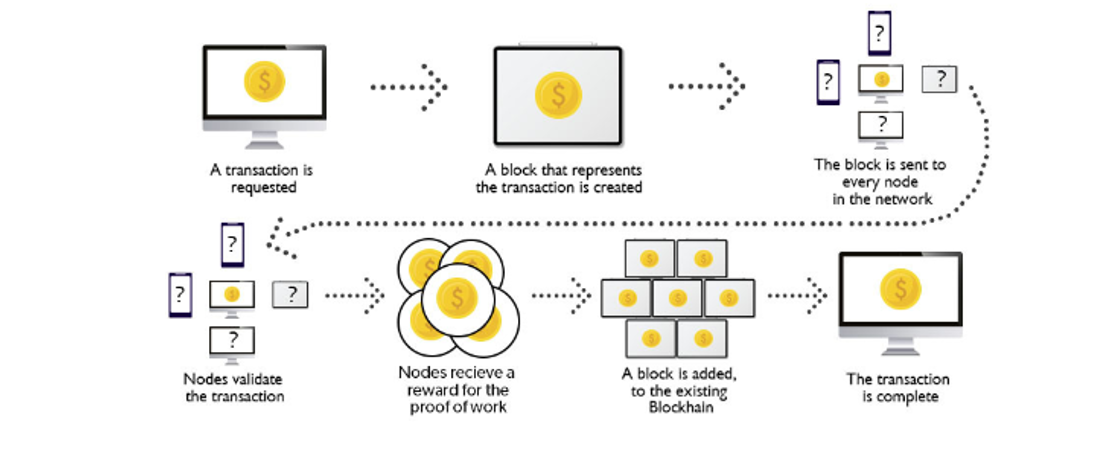 A transaction is
requested
A block that represents
the transaction is created
?
?
?
?
The block is sent to
every node
in the network
?
?
?
?
Nodes validate
the transaction
Nodes recieve a
reward for the
proof of work
A block is added,
to the existing
Blockhain
The transaction
is complete